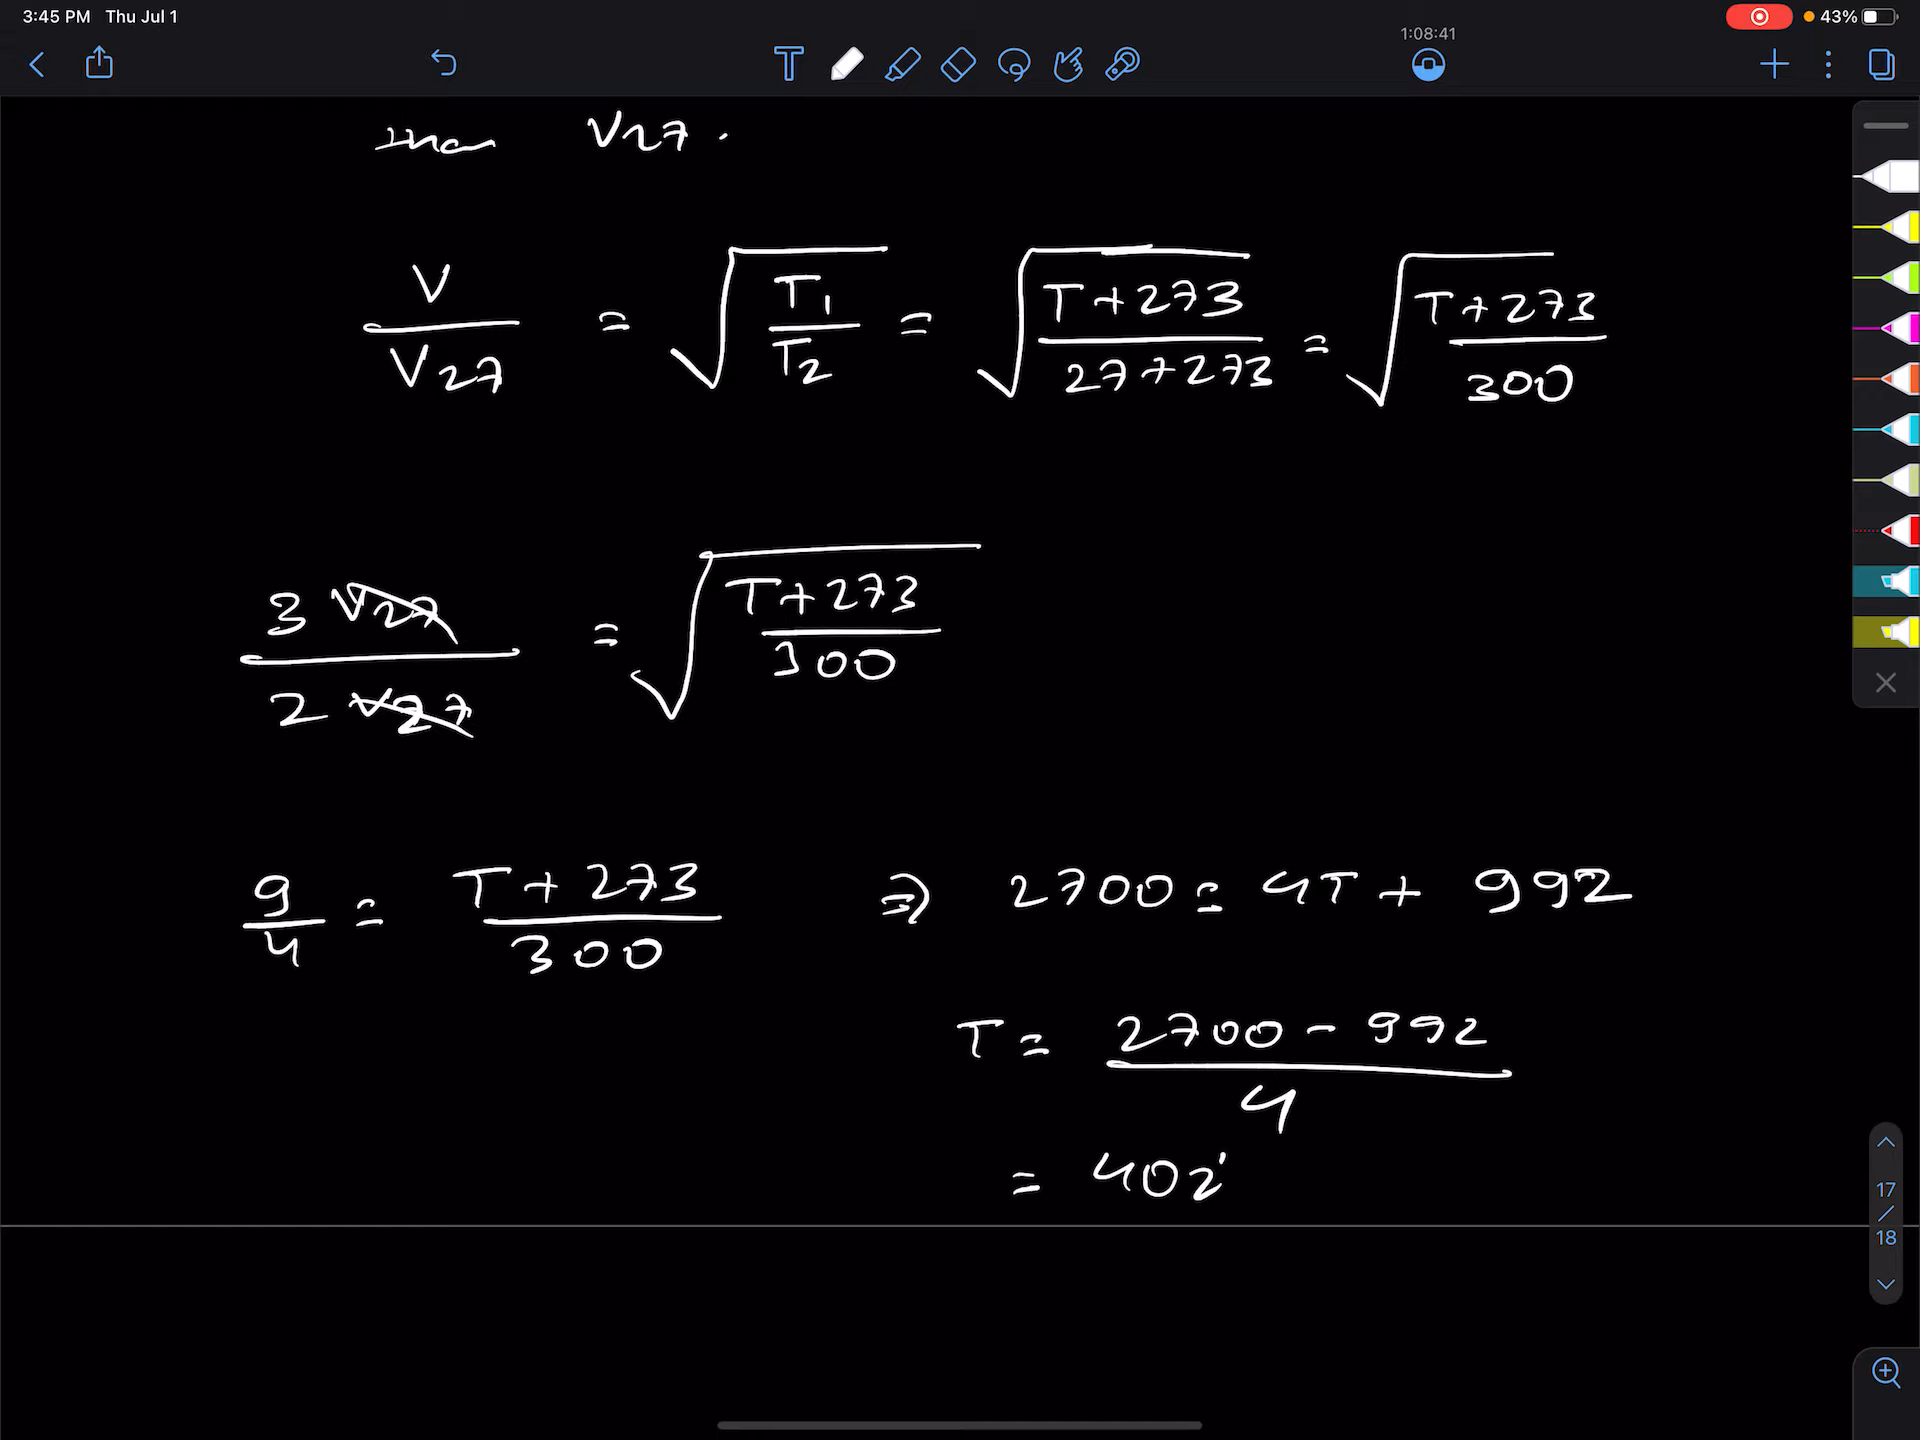 3:45 PM Thu Jul 1
43%
1:08:41
T
V27 .
V / V27 = √(T1 / T2) = √(T+273 / 27+273) = √(T+273 / 300)
3 V27 / 2 V27 = √(T+273 / 300)
9/4 = T+273 / 300 ⇒ 2700 = 4T + 992
T = 2700 - 992 / 4
= 402
17
/
18